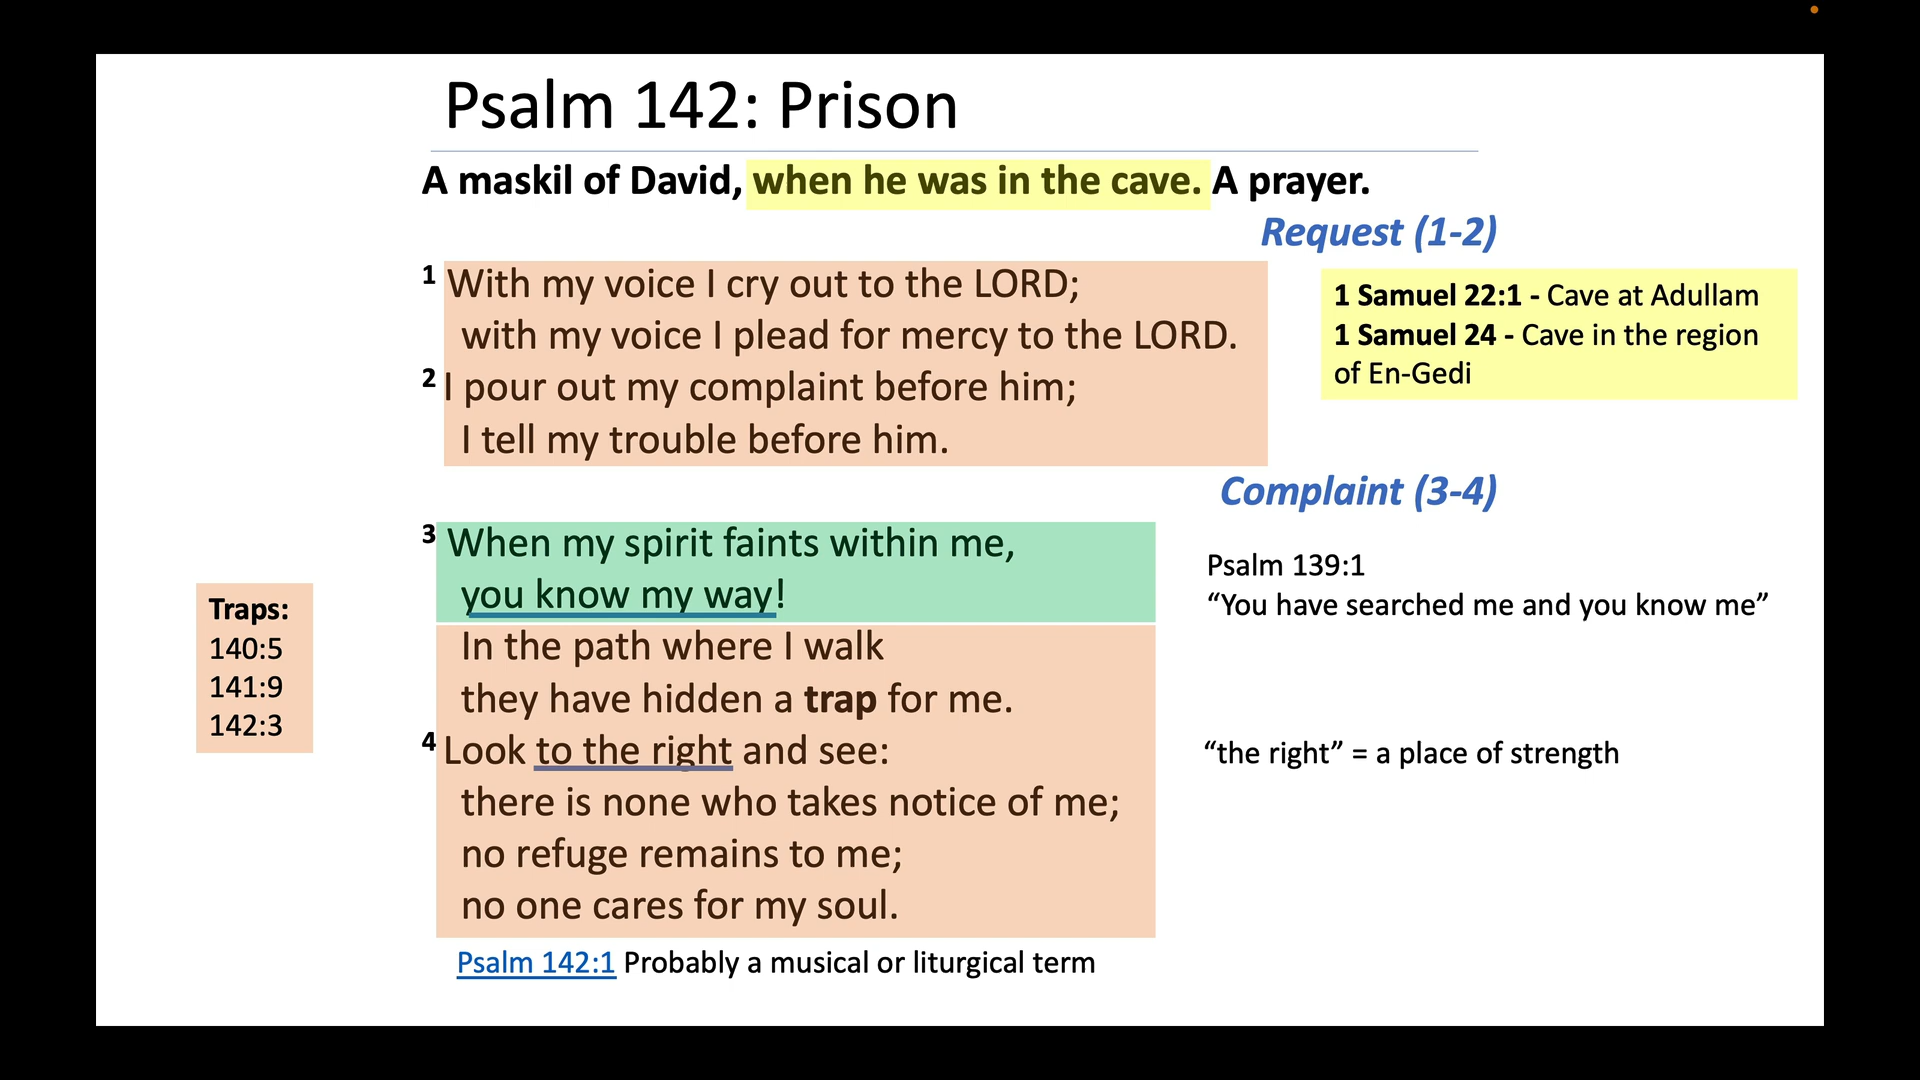 Psalm 142: Prison
A maskil of David, when he was in the cave. A prayer.
Request (1-2)
1 With my voice I cry out to the LORD;
with my voice I plead for mercy to the LORD.
2 I pour out my complaint before him;
I tell my trouble before him.
1 Samuel 22:1 - Cave at Adullam
1 Samuel 24 - Cave in the region
of En-Gedi
Complaint (3-4)
3 When my spirit faints within me,
you know my way!
Psalm 139:1
“You have searched me and you know me”
In the path where I walk
they have hidden a trap for me.
Traps:
140:5
141:9
142:3
4 Look to the right and see:
there is none who takes notice of me;
no refuge remains to me;
no one cares for my soul.
“the right” = a place of strength
Psalm 142:1 Probably a musical or liturgical term